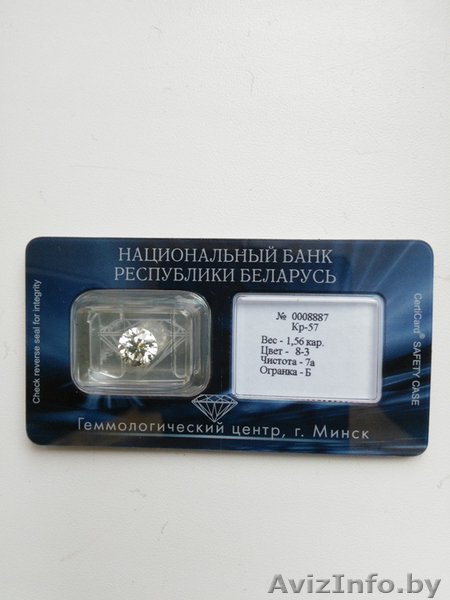 НАЦИОНАЛЬНЫЙ БАНК
РЕСПУБЛИКИ БЕЛАРУСЬ
Check reverse seal for integrity
№ 0008887
Кр-57
Вес - 1,56 кар.
Цвет - 8-3
Чистота - 7а
Огранка - Б
CertiCard® SAFETY CASE
Геммологический центр, г. Минск
AvizInfo.by